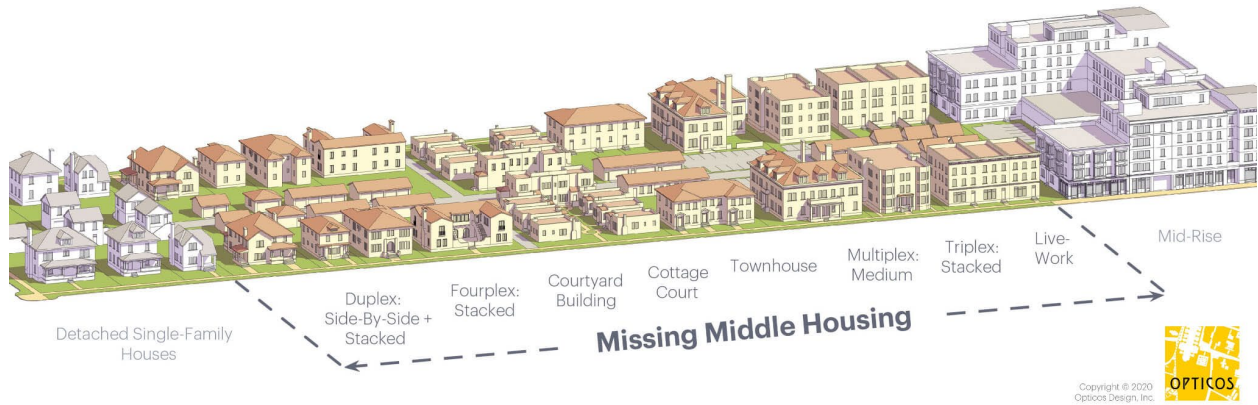 Detached Single-Family
Houses
Duplex:
Side-By-Side +
Stacked
Fourplex:
Stacked
Courtyard
Building
Cottage
Court
Townhouse
Multiplex:
Medium
Triplex:
Stacked
Live-
Work
Mid-Rise
Missing Middle Housing
Copyright © 2020
Opticos Design, Inc.
OPTICOS